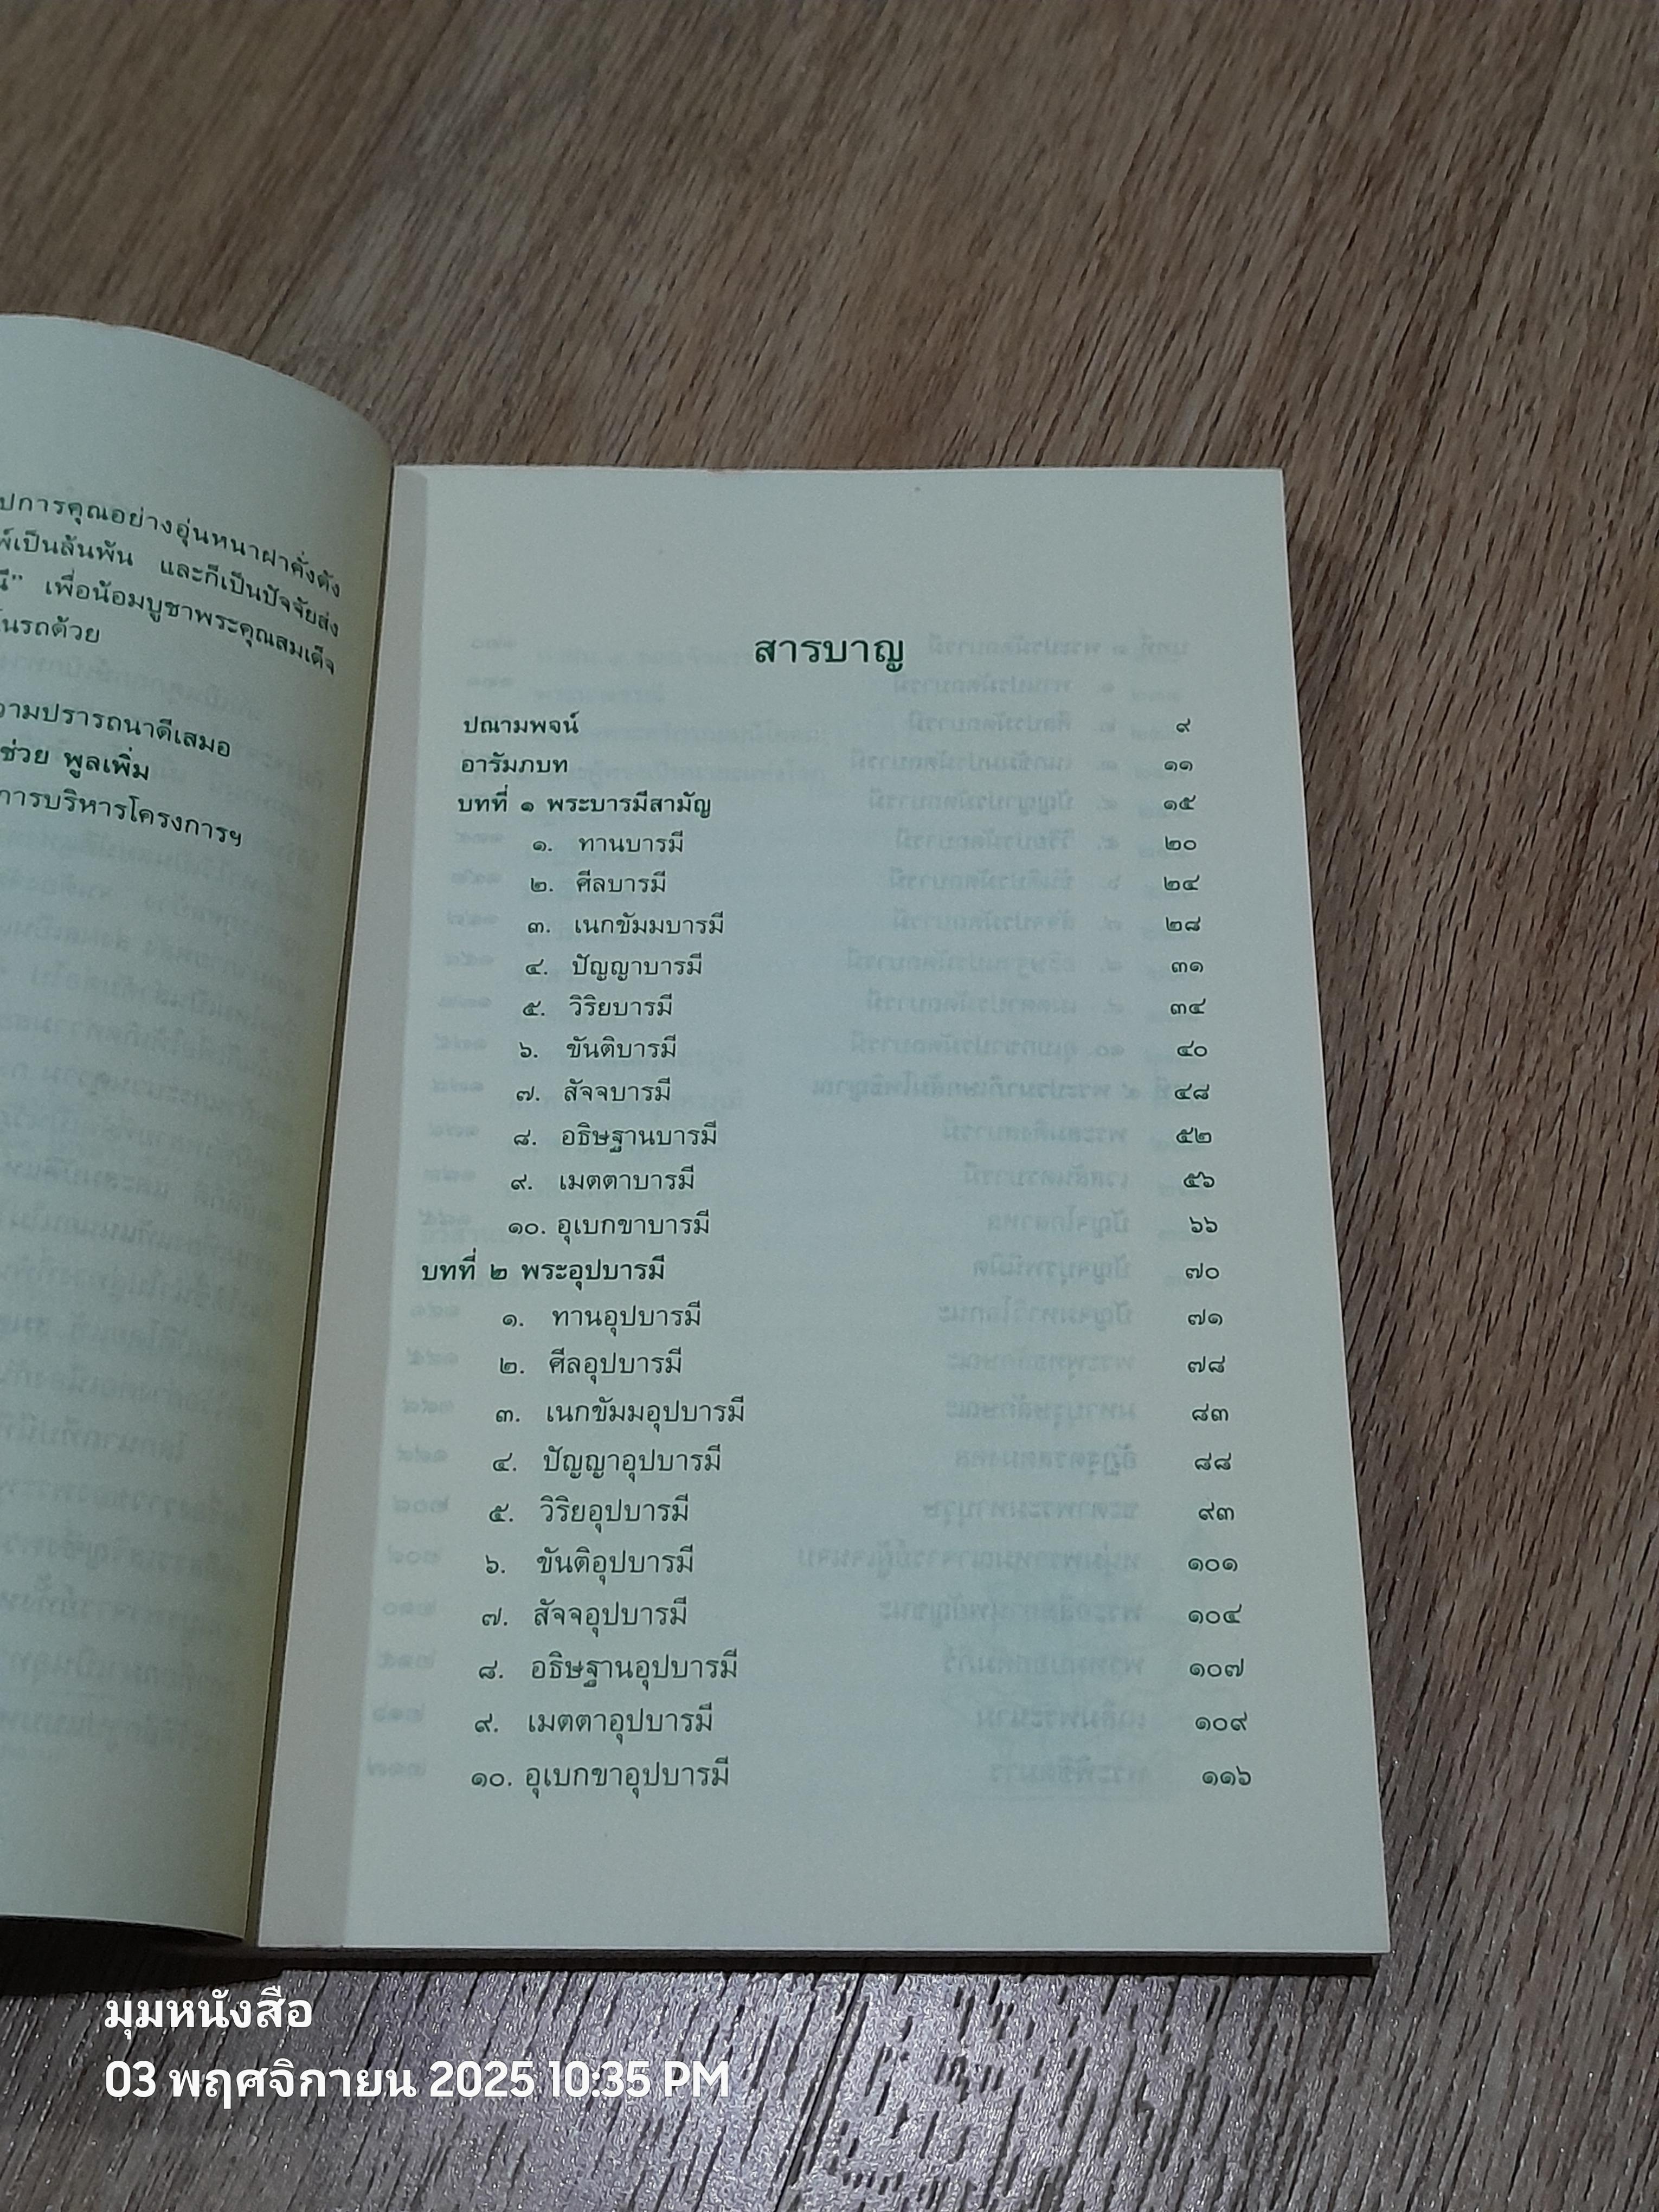 ปการคุณอย่างอุ่นหนาฝาคั่งดัง
พ์เป็นล้นพ้น และก็เป็นปัจจัยส่ง
นี้" เพื่อน้อมบูชาพระคุณสมเด็จ
นรถด้วย
วามปรารถนาดีเสมอ
ช่วย พูลเพิ่ม
การบริหารโครงการฯ
สารบาญ
ปณามพจน์ ๙
อารัมภบท ๑๑
บทที่ ๑ พระบารมีสามัญ ๑๕
๑. ทานบารมี ๒๐
๒. ศีลบารมี ๒๔
๓. เนกขัมมบารมี ๒๘
๔. ปัญญาบารมี ๓๑
๕. วิริยบารมี ๓๔
๖. ขันติบารมี ๔๐
๗. สัจจบารมี ๔๘
๘. อธิษฐานบารมี ๕๒
๙. เมตตาบารมี ๕๖
๑๐. อุเบกขาบารมี ๖๖
บทที่ ๒ พระอุปบารมี ๗๐
๑. ทานอุปบารมี ๗๑
๒. ศีลอุปบารมี ๗๘
๓. เนกขัมมอุปบารมี ๘๓
๔. ปัญญาอุปบารมี ๘๘
๕. วิริยอุปบารมี ๙๓
๖. ขันติอุปบารมี ๑๐๑
๗. สัจจอุปบารมี ๑๐๔
๘. อธิษฐานอุปบารมี ๑๐๗
๙. เมตตาอุปบารมี ๑๐๙
๑๐. อุเบกขาอุปบารมี ๑๑๖
มุมหนังสือ
03 พฤศจิกายน 2025 10:35 PM